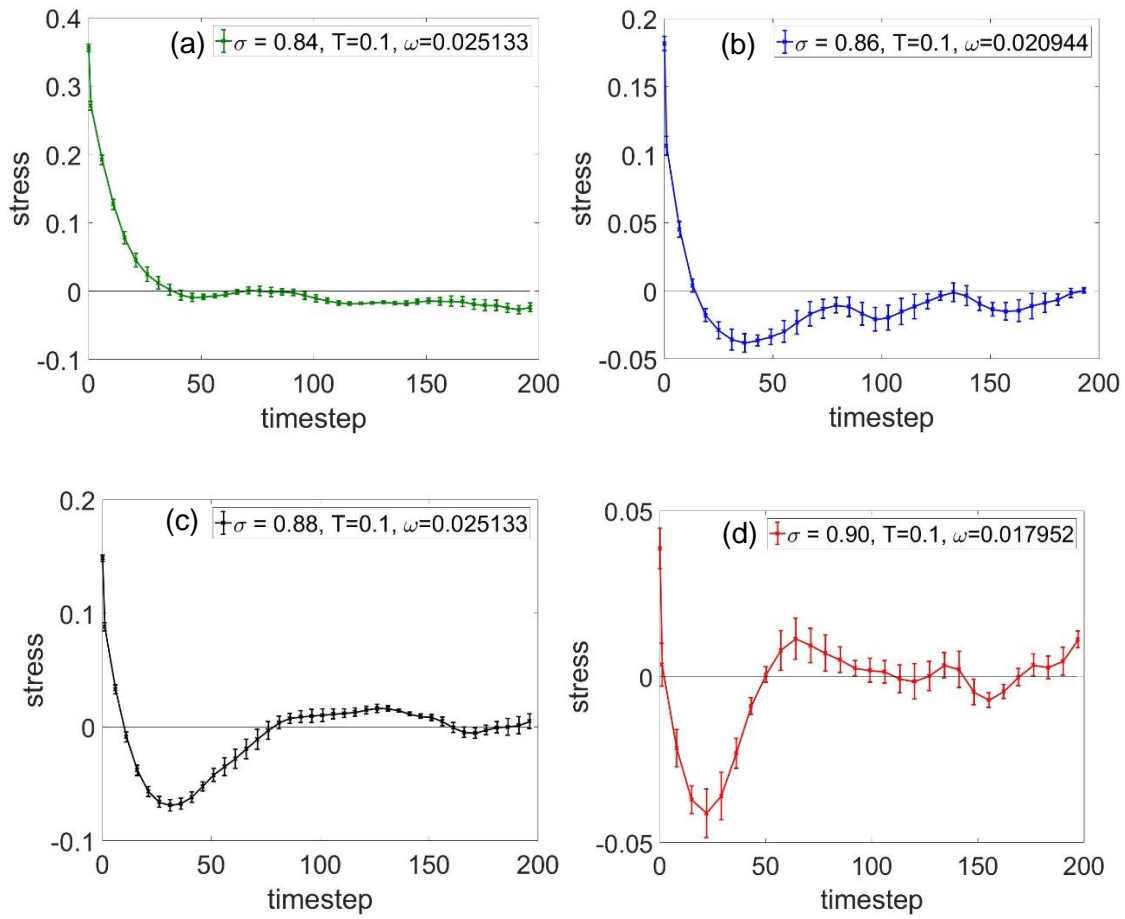 (a)
σ = 0.84, T=0.1, ω=0.025133
0.4
0.3
0.2
0.1
0
-0.1
stress
0 50 100 150 200
timestep
(b)
σ = 0.86, T=0.1, ω=0.020944
0.2
0.15
0.1
0.05
0
-0.05
stress
0 50 100 150 200
timestep
(c)
σ = 0.88, T=0.1, ω=0.025133
0.2
0.1
0
-0.1
stress
0 50 100 150 200
timestep
(d)
σ = 0.90, T=0.1, ω=0.017952
0.05
0
-0.05
stress
0 50 100 150 200
timestep